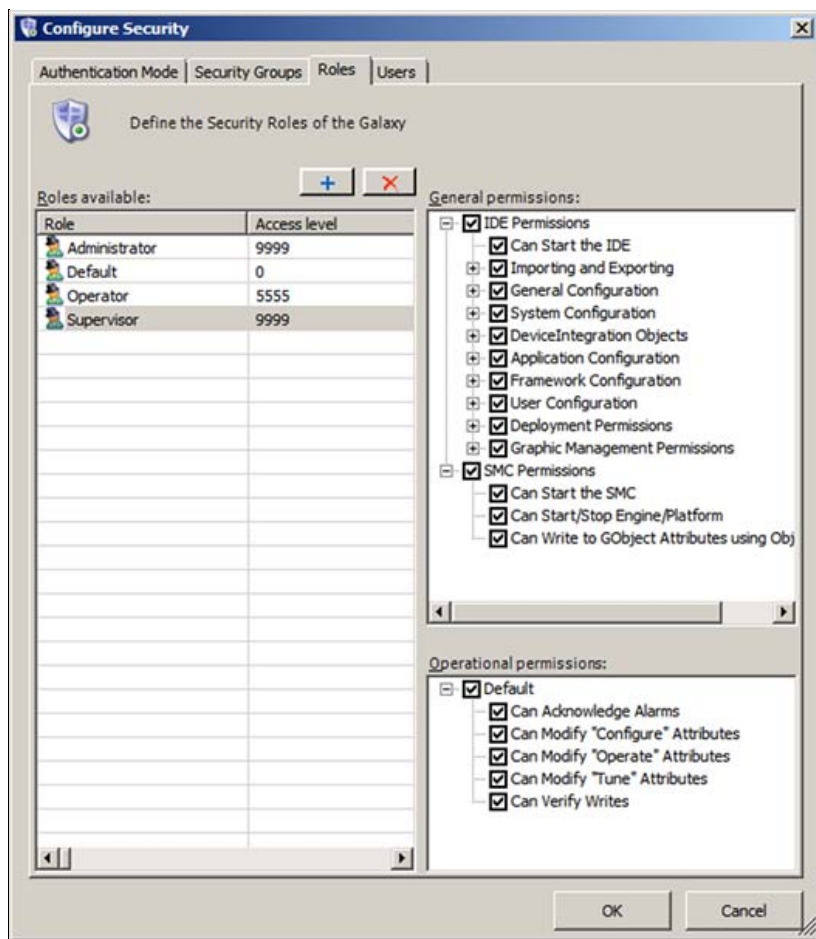 Configure Security
Authentication Mode
Security Groups
Roles
Users
Define the Security Roles of the Galaxy
Roles available:
Role Access level
Administrator 9999
Default 0
Operator 5555
Supervisor 9999
General permissions:
IDE Permissions
Can Start the IDE
Importing and Exporting
General Configuration
System Configuration
DeviceIntegration Objects
Application Configuration
Framework Configuration
User Configuration
Deployment Permissions
Graphic Management Permissions
SMC Permissions
Can Start the SMC
Can Start/Stop Engine/Platform
Can Write to GObject Attributes using Obj
Operational permissions:
Default
Can Acknowledge Alarms
Can Modify "Configure" Attributes
Can Modify "Operate" Attributes
Can Modify "Tune" Attributes
Can Verify Writes
OK
Cancel